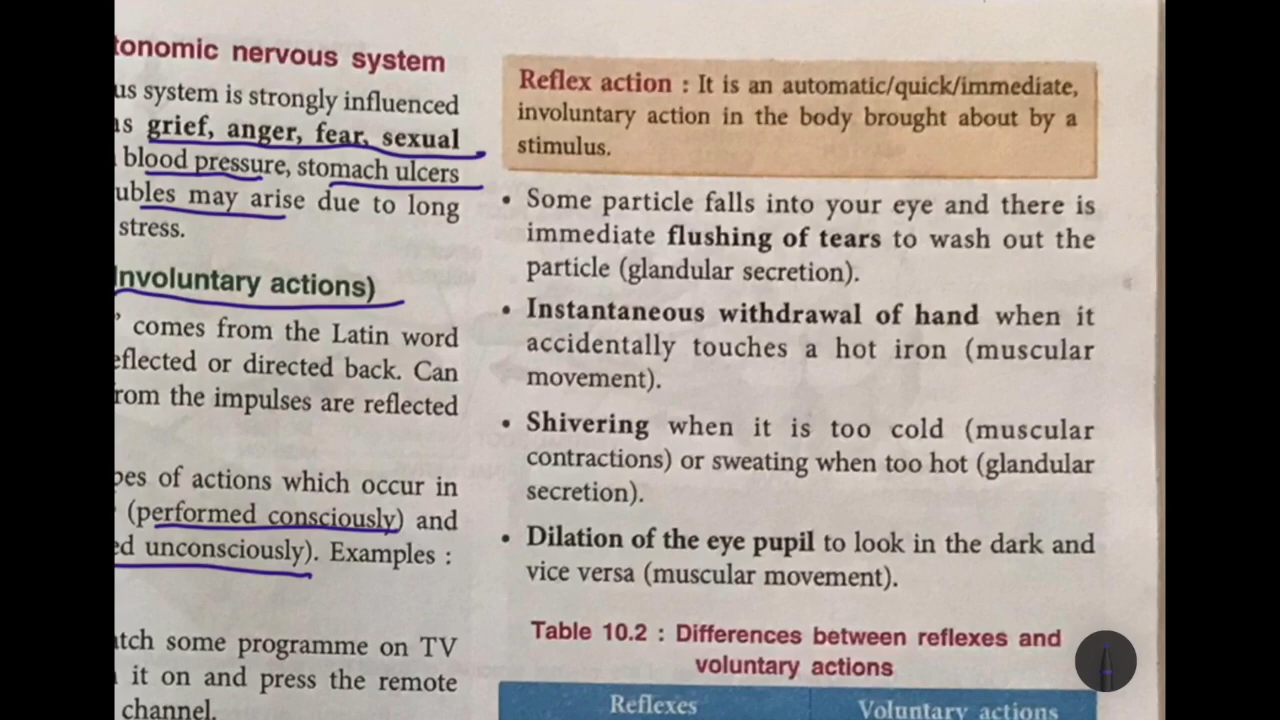 tonomic nervous system
us system is strongly influenced
as grief, anger, fear, sexual
blood pressure, stomach ulcers
ubles may arise due to long
stress.
Involuntary actions)
’ comes from the Latin word
eflected or directed back. Can
rom the impulses are reflected
pes of actions which occur in
(performed consciously) and
ed unconsciously). Examples :
atch some programme on TV
it on and press the remote
channel.
Reflex action : It is an automatic/quick/immediate,
involuntary action in the body brought about by a
stimulus.
• Some particle falls into your eye and there is
immediate flushing of tears to wash out the
particle (glandular secretion).
• Instantaneous withdrawal of hand when it
accidentally touches a hot iron (muscular
movement).
• Shivering when it is too cold (muscular
contractions) or sweating when too hot (glandular
secretion).
• Dilation of the eye pupil to look in the dark and
vice versa (muscular movement).
Table 10.2 : Differences between reflexes and
voluntary actions
Reflexes
Voluntary actions